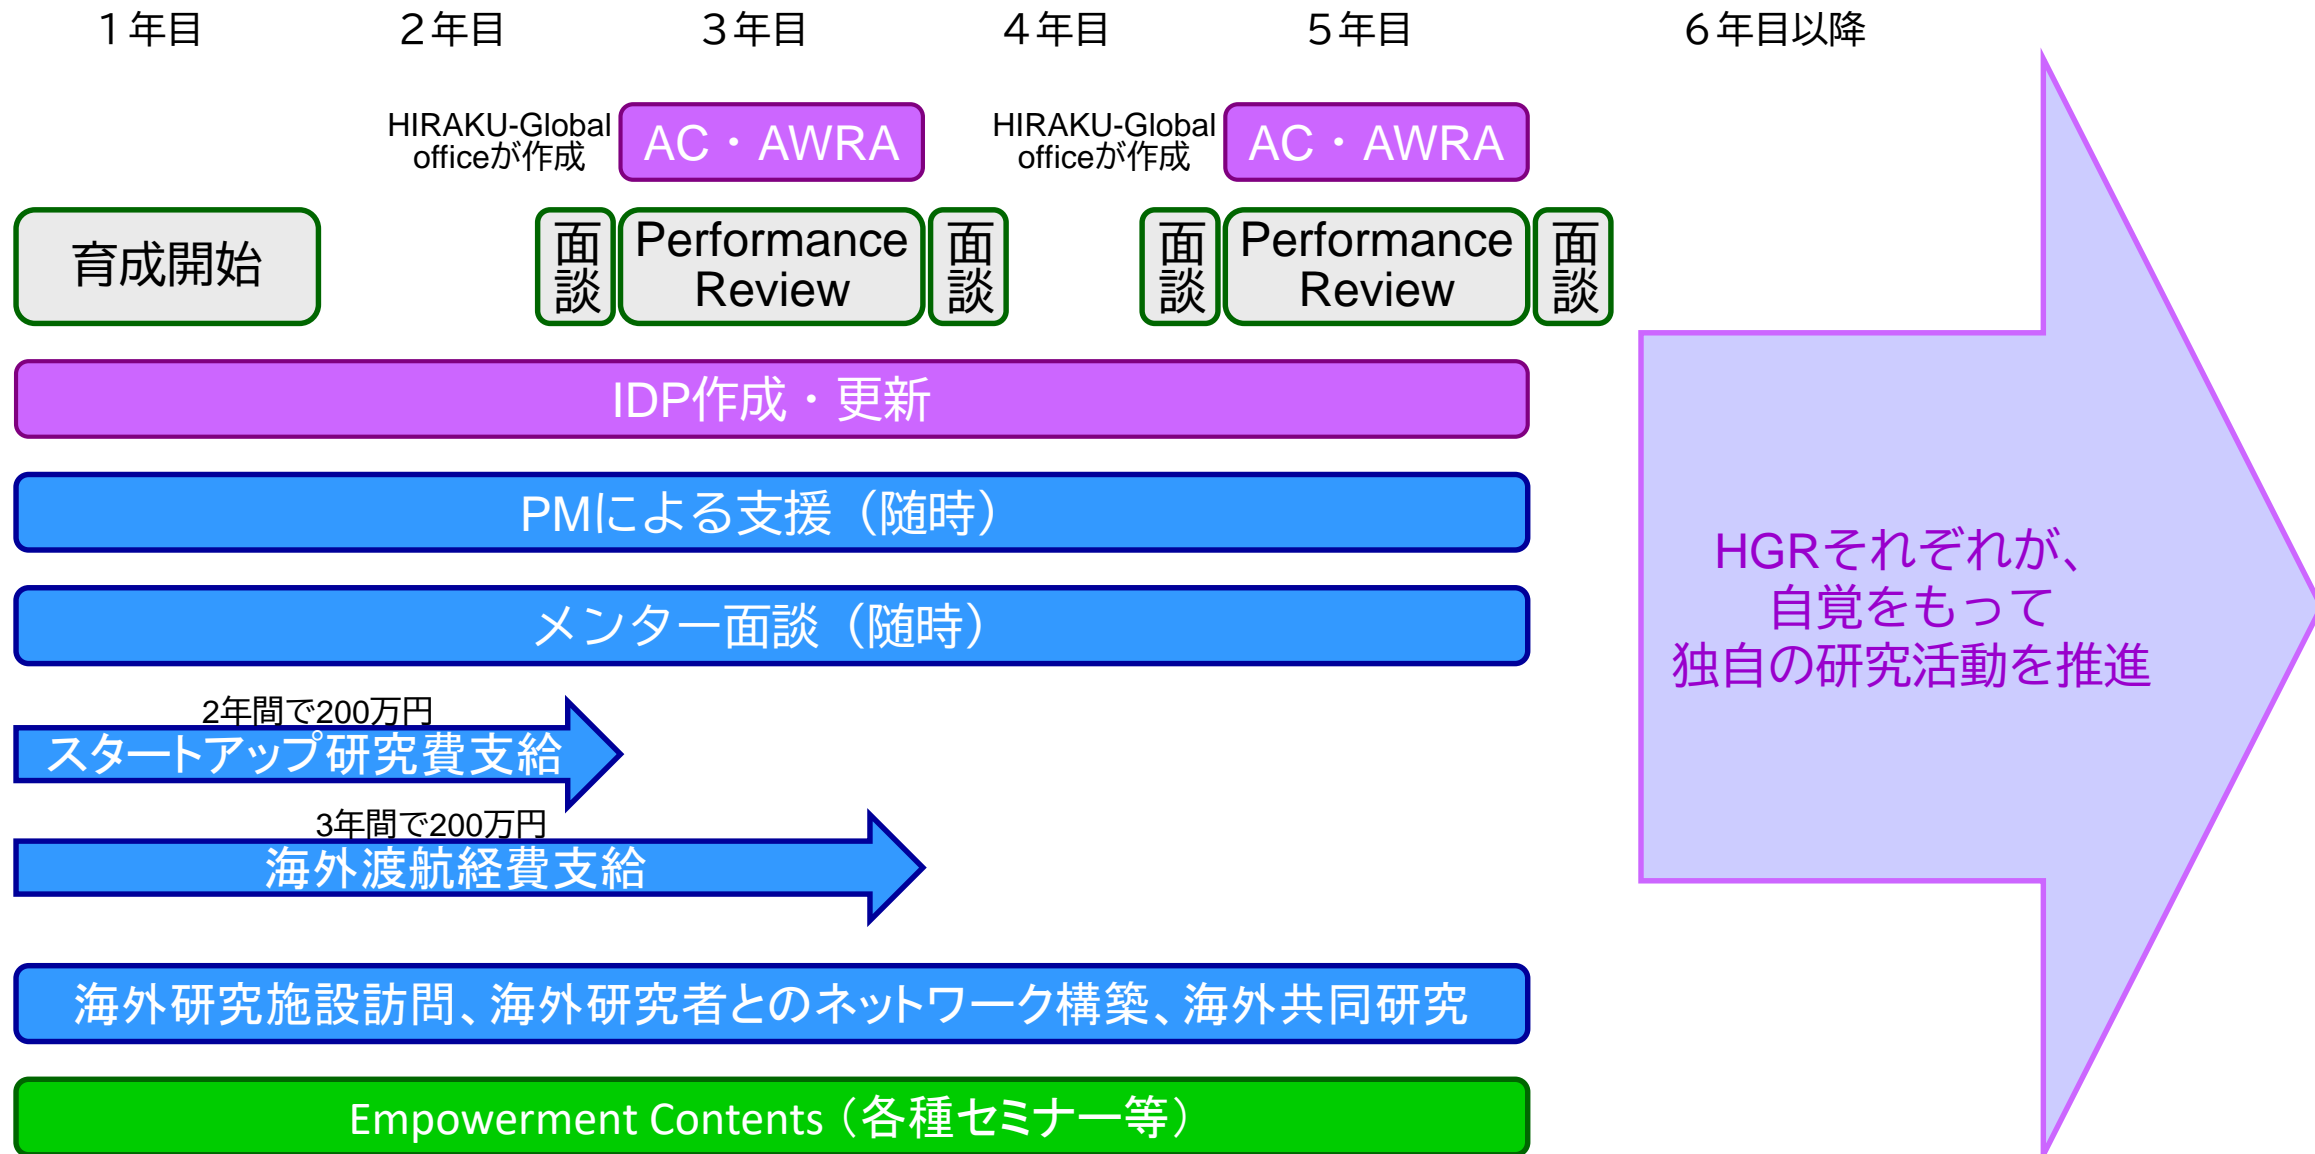 １年目
２年目
３年目
４年目
５年目
６年目以降
HIRAKU-Global
officeが作成
AC・AWRA
HIRAKU-Global
officeが作成
AC・AWRA
育成開始
面談
Performance
Review
面談
面談
Performance
Review
面談
IDP作成・更新
PMによる支援（随時）
メンター面談（随時）
2年間で200万円
スタートアップ研究費支給
3年間で200万円
海外渡航経費支給
海外研究施設訪問、海外研究者とのネットワーク構築、海外共同研究
Empowerment Contents（各種セミナー等）
HGRそれぞれが、
自覚をもって
独自の研究活動を推進